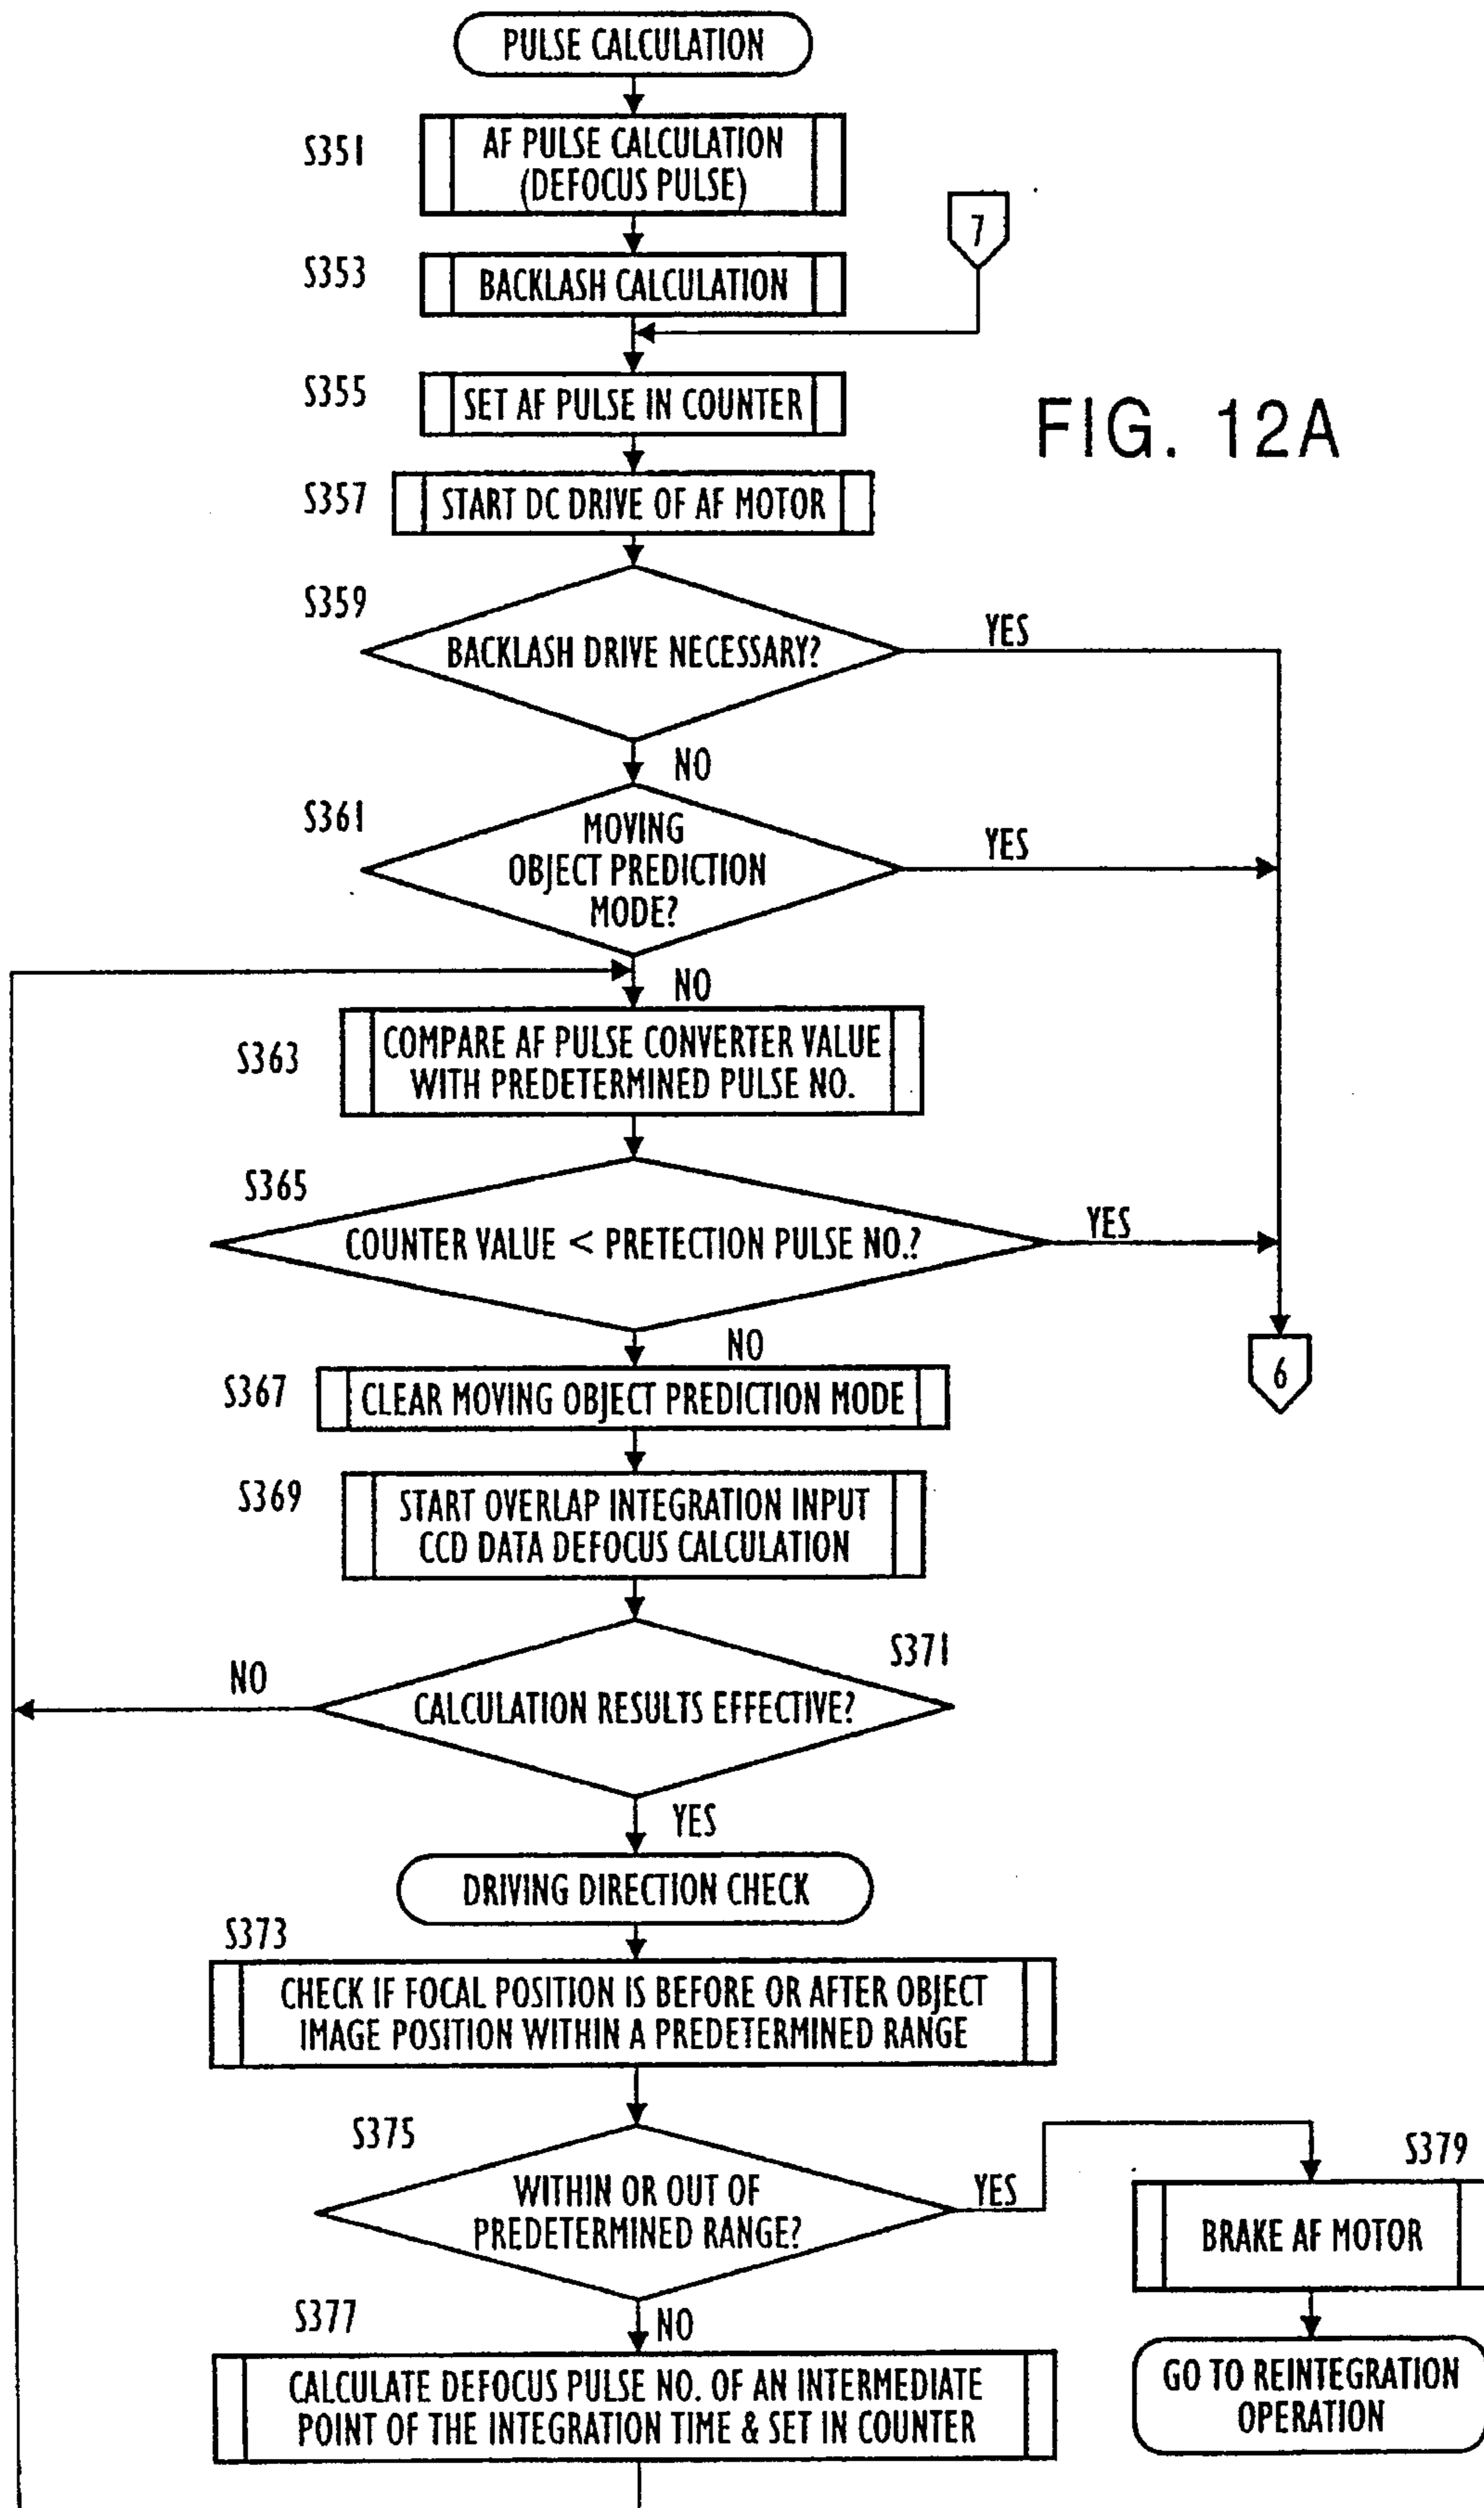 PULSE CALCULATION
S351
AF PULSE CALCULATION
(DEFOCUS PULSE)
7
S353
BACKLASH CALCULATION
S355
SET AF PULSE IN COUNTER
FIG. 12A
S357
START DC DRIVE OF AF MOTOR
S359
BACKLASH DRIVE NECESSARY?
YES
NO
S361
MOVING
OBJECT PREDICTION
MODE?
YES
NO
S363
COMPARE AF PULSE CONVERTER VALUE
WITH PREDETERMINED PULSE NO.
S365
COUNTER VALUE < PRETECTION PULSE NO.?
YES
NO
6
S367
CLEAR MOVING OBJECT PREDICTION MODE
S369
START OVERLAP INTEGRATION INPUT
CCD DATA DEFOCUS CALCULATION
S371
NO
CALCULATION RESULTS EFFECTIVE?
YES
DRIVING DIRECTION CHECK
S373
CHECK IF FOCAL POSITION IS BEFORE OR AFTER OBJECT
IMAGE POSITION WITHIN A PREDETERMINED RANGE
S375
WITHIN OR OUT OF
PREDETERMINED RANGE?
YES
S379
BRAKE AF MOTOR
S377
NO
CALCULATE DEFOCUS PULSE NO. OF AN INTERMEDIATE
POINT OF THE INTEGRATION TIME & SET IN COUNTER
GO TO REINTEGRATION
OPERATION